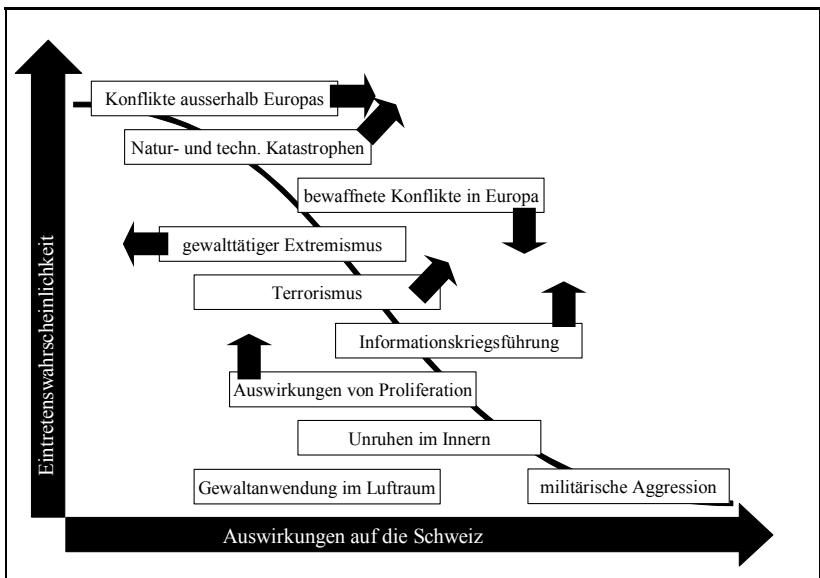 Konflikte ausserhalb Europas
Natur- und techn. Katastrophen
bewaffnete Konflikte in Europa
gewalttätiger Extremismus
Terrorismus
Informationskriegsführung
Auswirkungen von Proliferation
Unruhen im Innern
Gewaltanwendung im Luftraum
militärische Aggression
Eintretenswahrscheinlichkeit
Auswirkungen auf die Schweiz